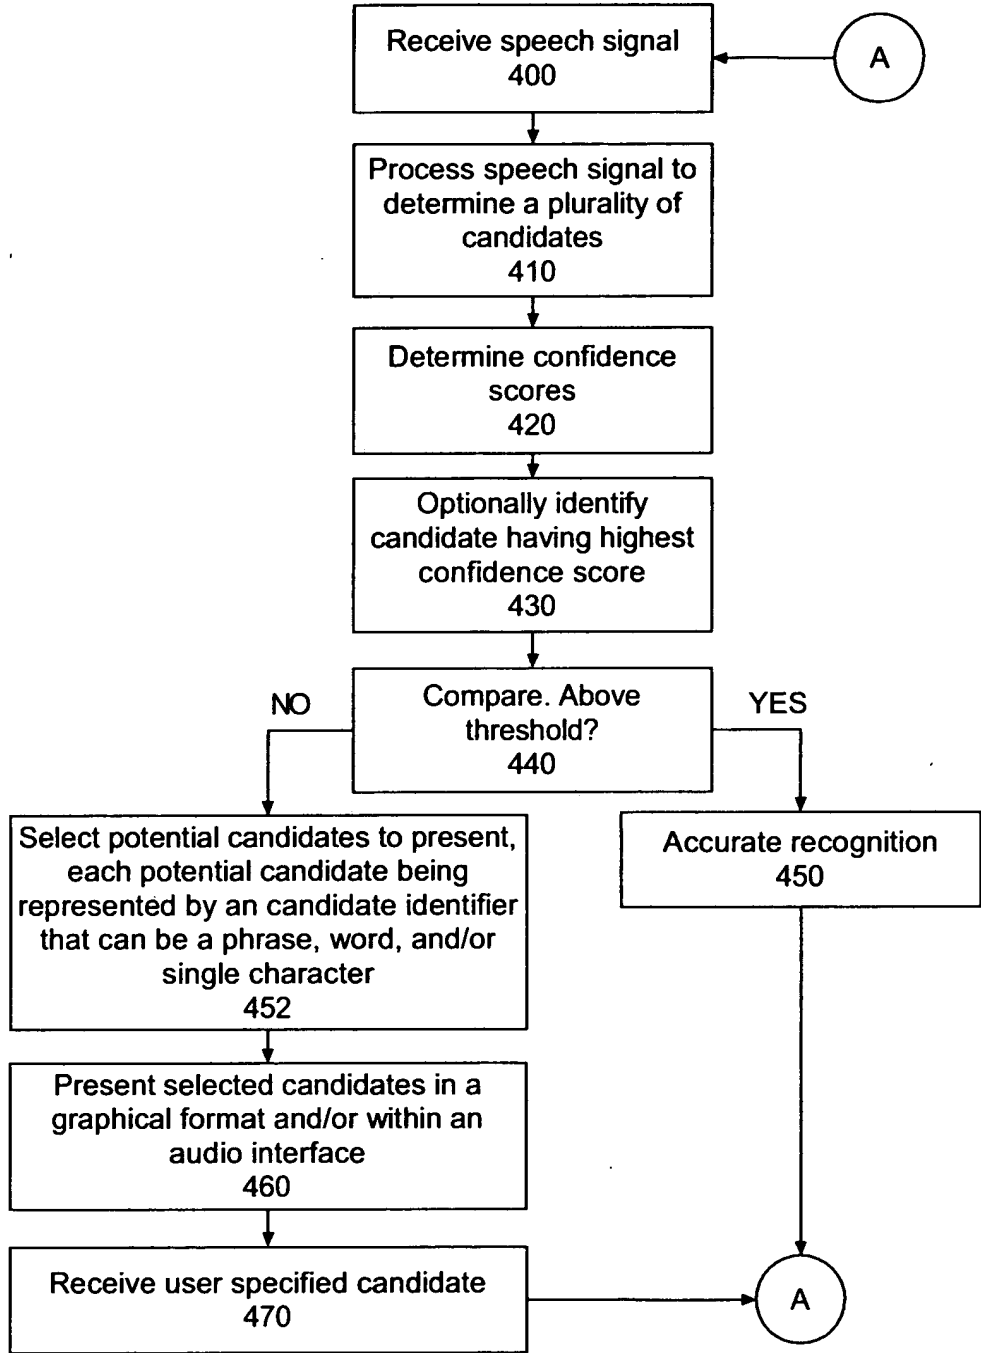 Receive speech signal
400
A
Process speech signal to
determine a plurality of
candidates
410
Determine confidence
scores
420
Optionally identify
candidate having highest
confidence score
430
NO
Compare. Above
threshold?
440
YES
Select potential candidates to present,
each potential candidate being
represented by an candidate identifier
that can be a phrase, word, and/or
single character
452
Accurate recognition
450
Present selected candidates in a
graphical format and/or within an
audio interface
460
Receive user specified candidate
470
A